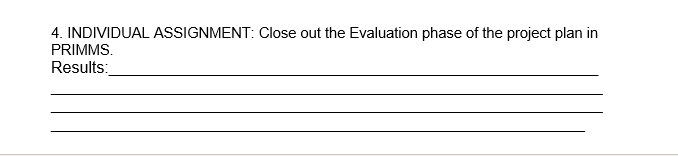 4. INDIVIDUAL ASSIGNMENT: Close out the Evaluation phase of the project plan in
PRIMMS.
Results: